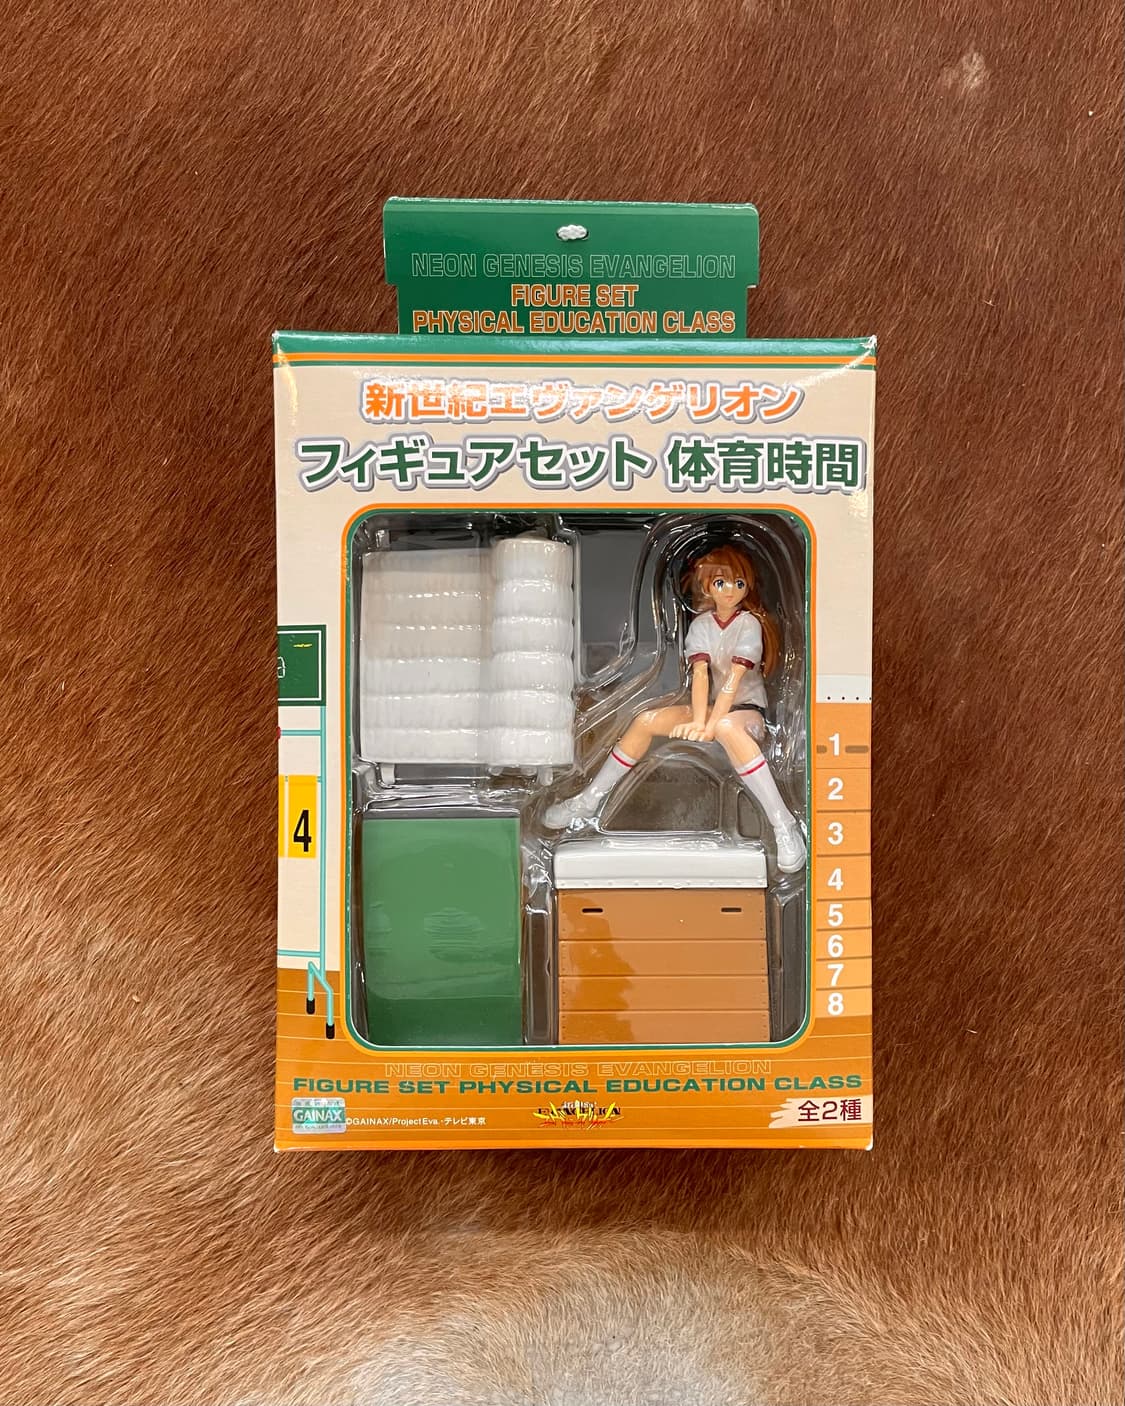 NEON GENESIS EVANGELION
FIGURE SET
PHYSICAL EDUCATION CLASS
新世紀エヴァンゲリオン
フィギュアセット 体育時間
4
1
2
3
4
5
6
7
8
NEON GENESIS EVANGELION
FIGURE SET PHYSICAL EDUCATION CLASS
GAINAX
©GAINAX/Project Eva.・テレビ東京
全2種